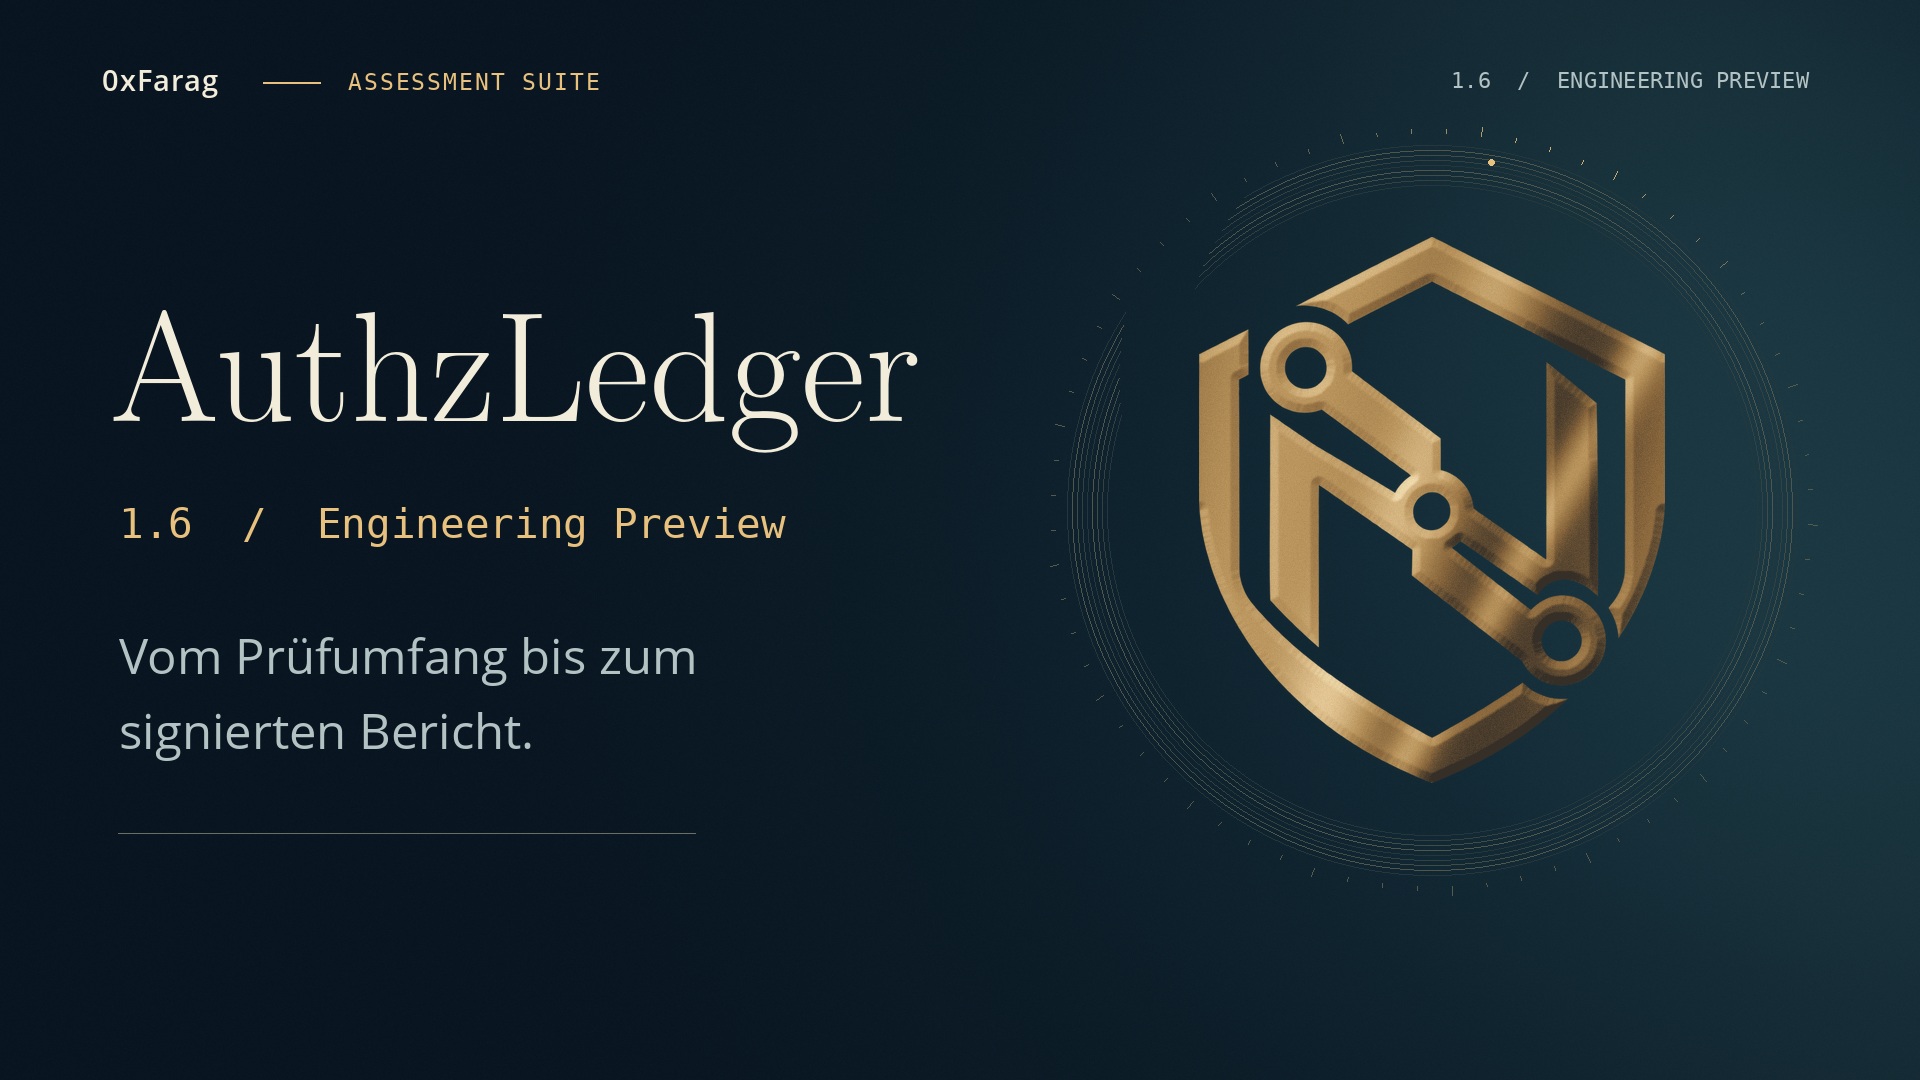 0xFarag — ASSESSMENT SUITE
1.6 / ENGINEERING PREVIEW
AuthzLedger
1.6 / Engineering Preview
Vom Prüfumfang bis zum
signierten Bericht.